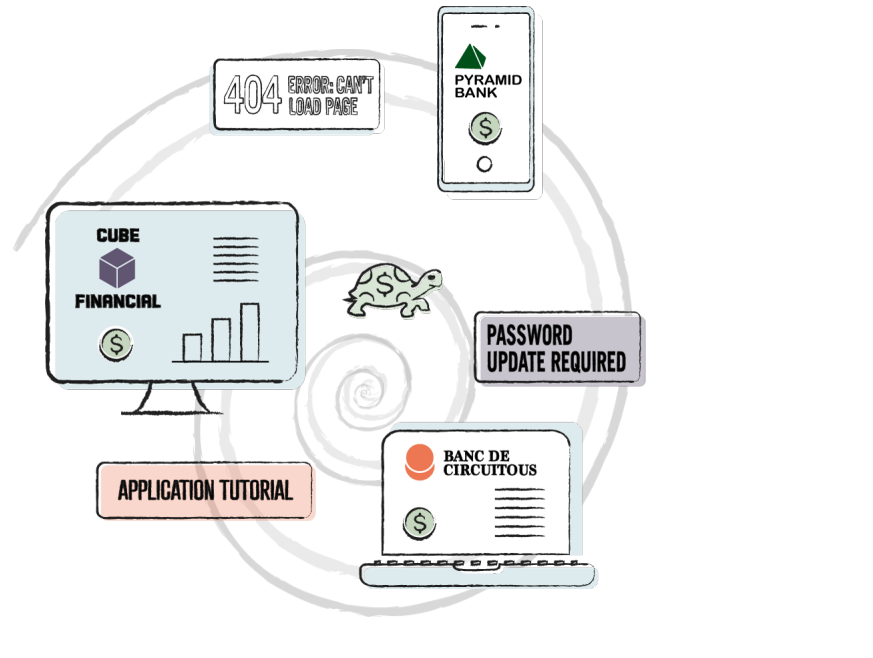 PYRAMID
BANK
$
404 ERROR: CAN'T
LOAD PAGE
CUBE
FINANCIAL
$
$
PASSWORD
UPDATE REQUIRED
BANC DE
CIRCUITOUS
$
APPLICATION TUTORIAL